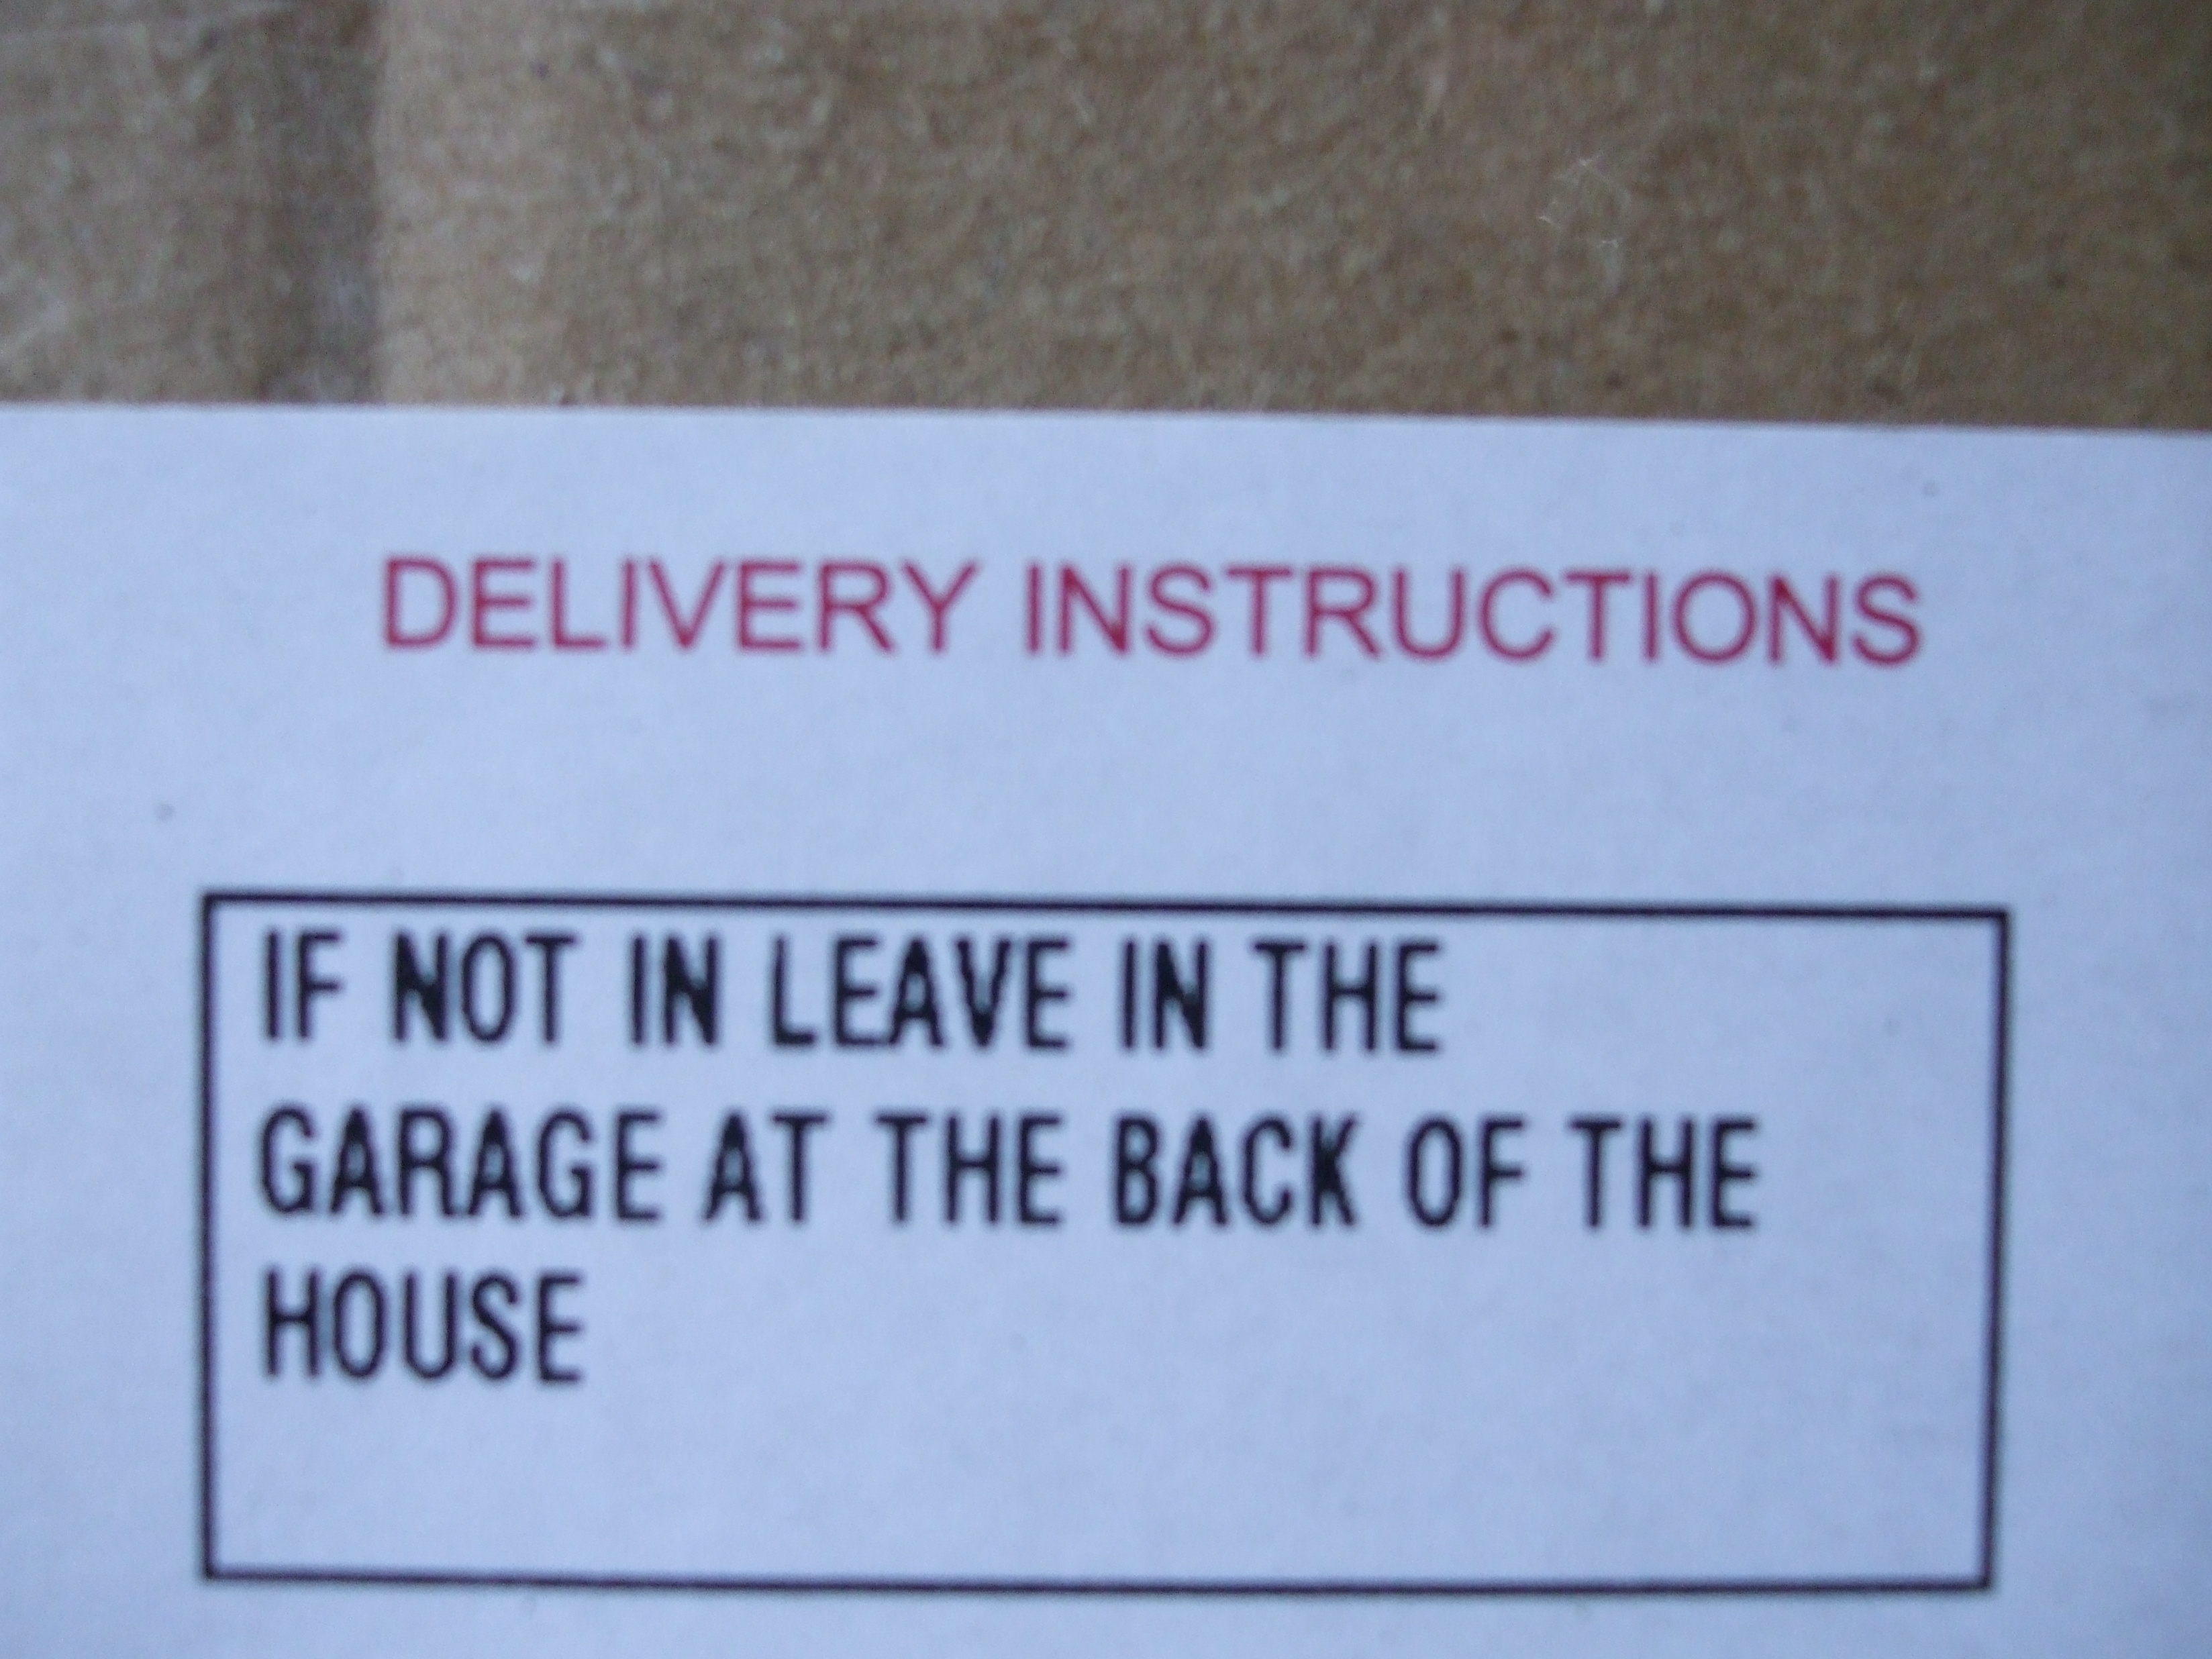 DELIVERY INSTRUCTIONS
IF NOT IN LEAVE IN THE
GARAGE AT THE BACK OF THE
HOUSE